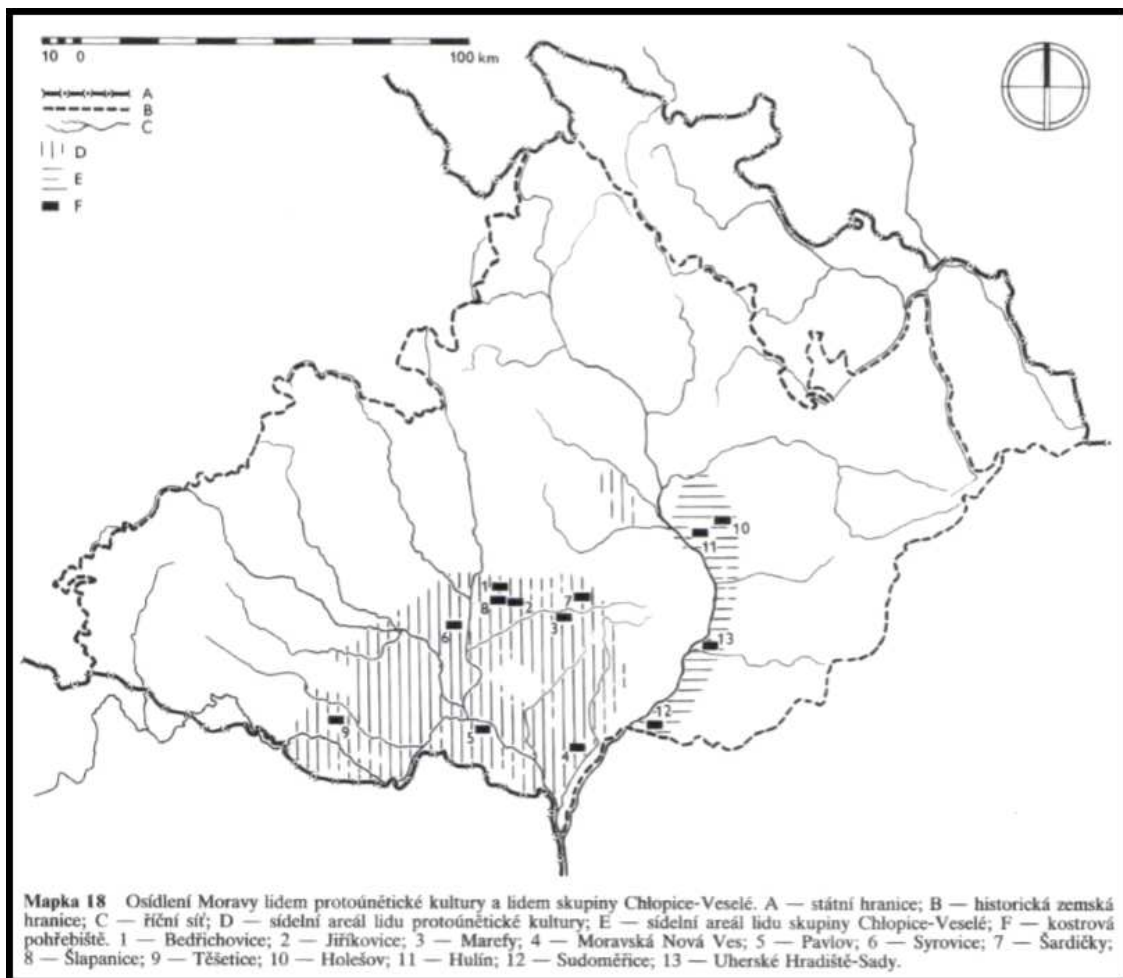 10 0 100 km
A
B
C
D
E
F
10
11
1
8
2
7
3
6
13
12
5
4
9
Mapka 18 Osídlení Moravy lidem protoúnětické kultury a lidem skupiny Chłopice-Veselé. A — státní hranice; B — historická zemská
hranice; C — říční síť; D — sídelní areál lidu protoúnětické kultury; E — sídelní areál lidu skupiny Chłopice-Veselé; F — kostrová
pohřebiště. 1 — Bedřichovice; 2 — Jiříkovice; 3 — Marefy; 4 — Moravská Nová Ves; 5 — Pavlov; 6 — Syrovice; 7 — Šardičky;
8 — Šlapanice; 9 — Těšetice; 10 — Holešov; 11 — Hulín; 12 — Sudoměřice; 13 — Uherské Hradiště-Sady.